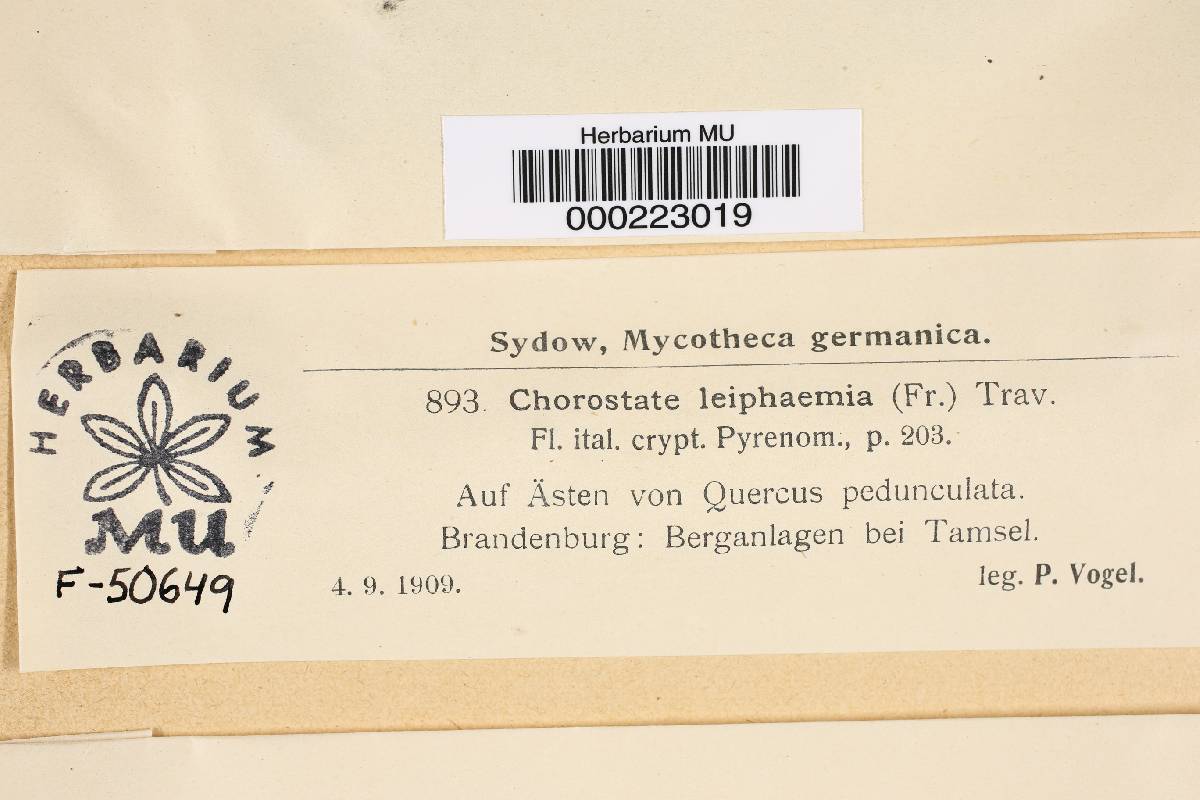 Herbarium MU
000223019
Sydow, Mycotheca germanica.
893. Chorostate leiphaemia (Fr.) Trav.
Fl. ital. crypt. Pyrenom., p. 203.
Auf Ästen von Quercus pedunculata.
Brandenburg: Berganlagen bei Tamsel.
4. 9. 1909.
leg. P. Vogel.
HERBARIUM
MU
F-50649